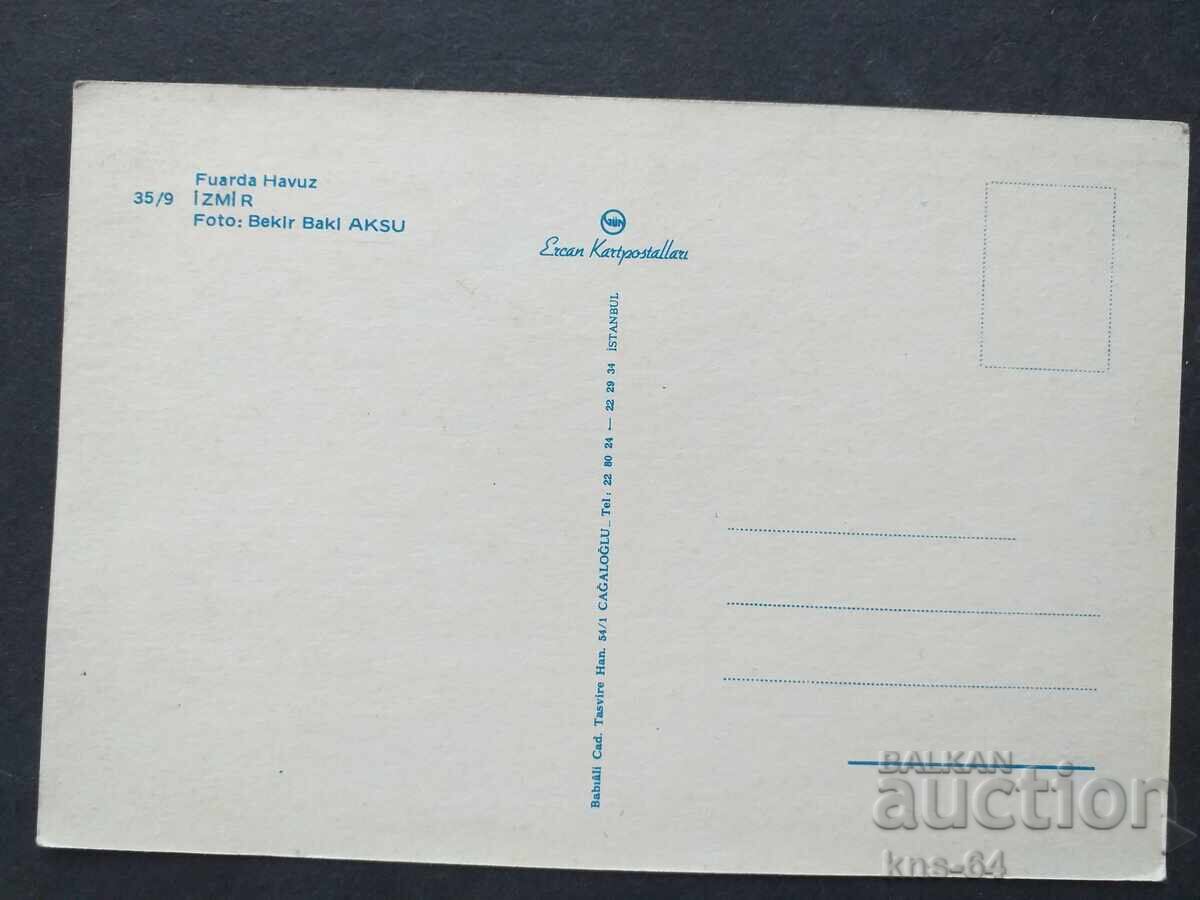 Fuarda Havuz
35/9 İZMİR
Foto: Bekir Baki AKSU
GÜN
Ercan Kartpostalları
Babıâli Cad. Tasvire Han. 54/1 CAĞALOĞLU_ Tel: 22 80 24 — 22 29 34 İSTANBUL
BALKAN
auction
kns-64